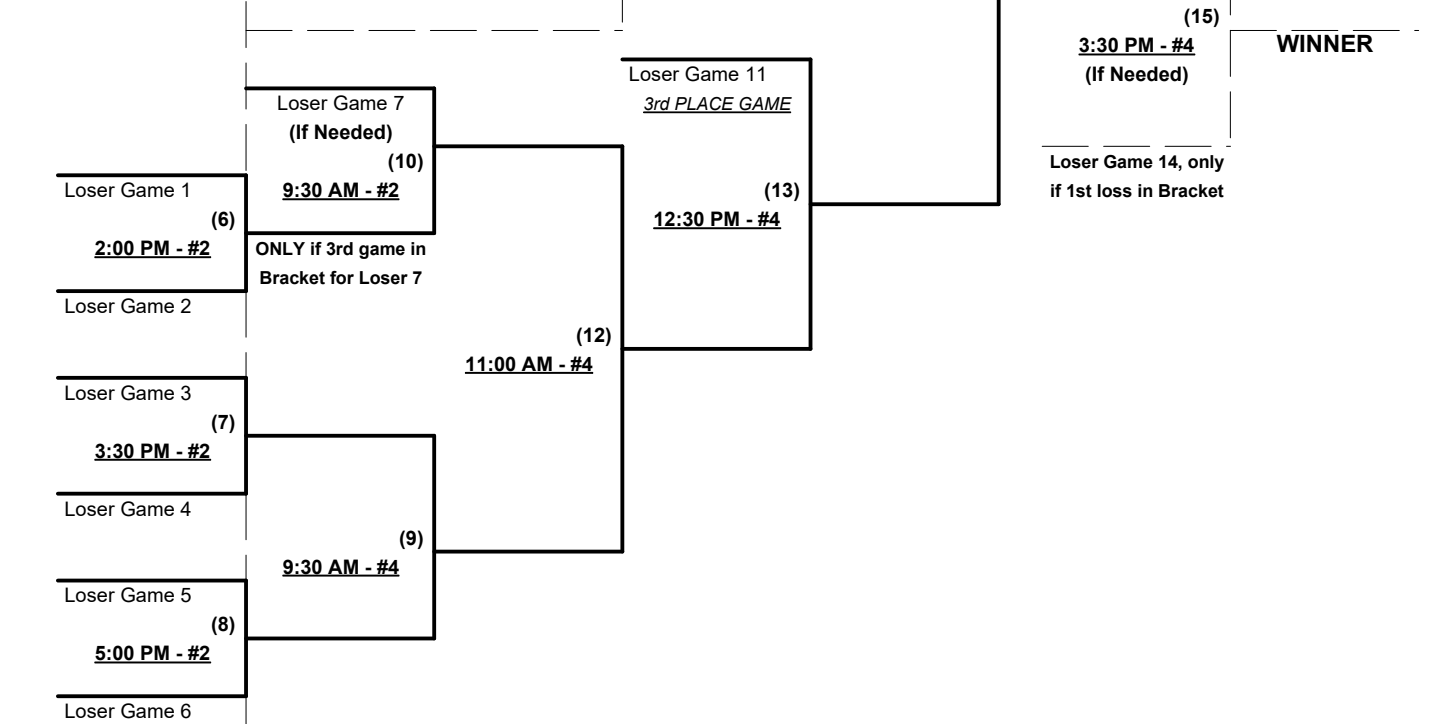 (15)
3:30 PM - #4
WINNER
(If Needed)
Loser Game 14, only
if 1st loss in Bracket
Loser Game 11
3rd PLACE GAME
(13)
12:30 PM - #4
Loser Game 7
(If Needed)
(10)
9:30 AM - #2
ONLY if 3rd game in
Bracket for Loser 7
Loser Game 1
(6)
2:00 PM - #2
Loser Game 2
(12)
11:00 AM - #4
Loser Game 3
(7)
3:30 PM - #2
Loser Game 4
(9)
9:30 AM - #4
Loser Game 5
(8)
5:00 PM - #2
Loser Game 6